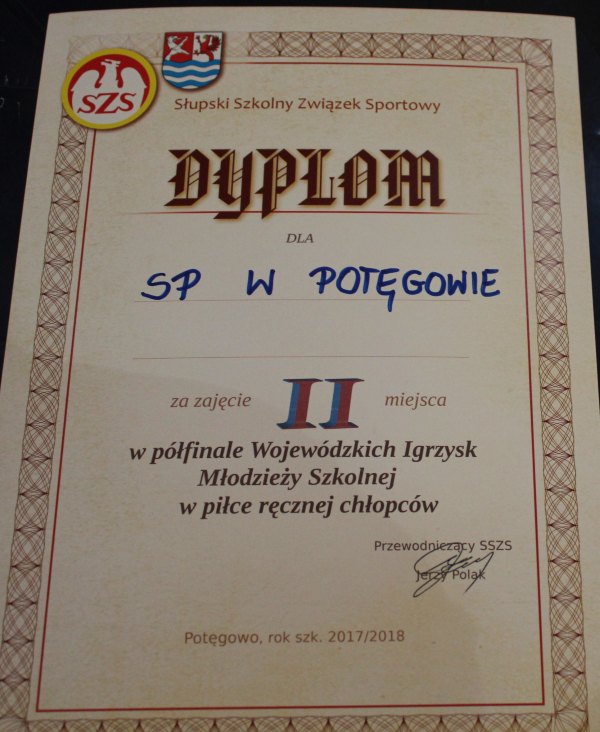 SZS
Słupski Szkolny Związek Sportowy
DYPLOM
DLA
SP W POTĘGOWIE
za zajęcie II miejsca
w półfinale Wojewódzkich Igrzysk
Młodzieży Szkolnej
w piłce ręcznej chłopców
Przewodniczący SSZS
Jerzy Polak
Potęgowo, rok szk. 2017/2018